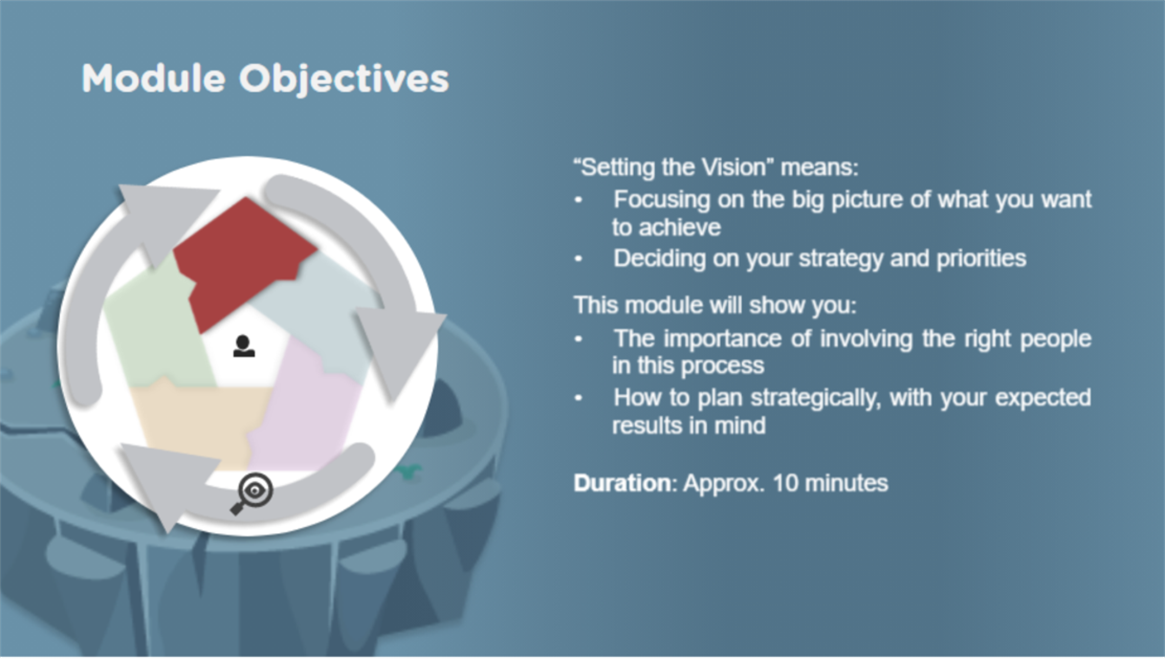 Module Objectives
“Setting the Vision” means:
• Focusing on the big picture of what you want
to achieve
• Deciding on your strategy and priorities
This module will show you:
• The importance of involving the right people
in this process
• How to plan strategically, with your expected
results in mind
Duration: Approx. 10 minutes